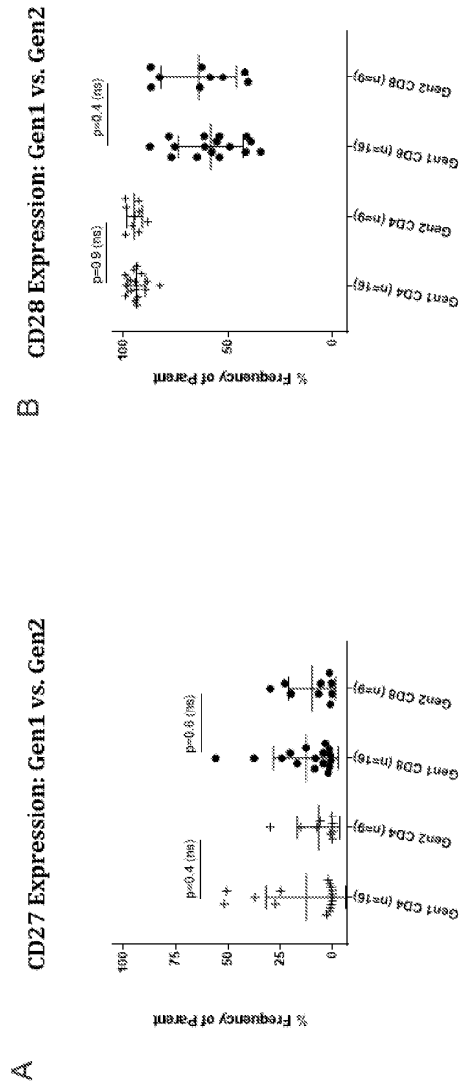 A
CD27 Expression: Gen1 vs. Gen2
% Frequency of Parent
100
75
50
25
0
p=0.4 (ns)
p=0.6 (ns)
Gen1 CD4 (n=16)
Gen2 CD4 (n=9)
Gen1 CD8 (n=16)
Gen2 CD8 (n=9)
B
CD28 Expression: Gen1 vs. Gen2
% Frequency of Parent
100
50
0
p=0.9 (ns)
p=0.4 (ns)
Gen1 CD4 (n=16)
Gen2 CD4 (n=9)
Gen1 CD8 (n=16)
Gen2 CD8 (n=9)